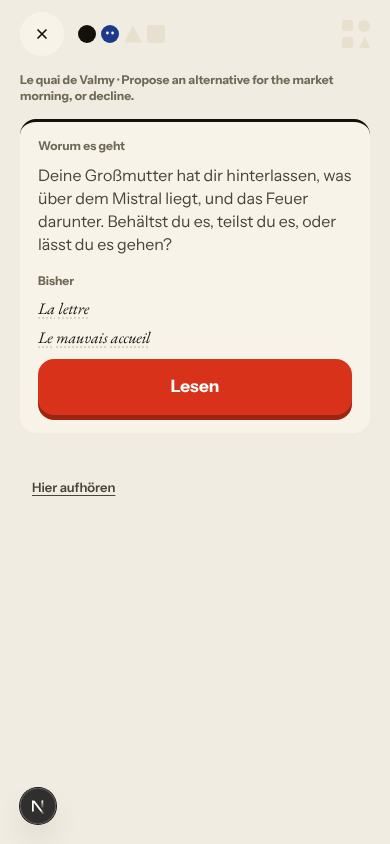 Le quai de Valmy · Propose an alternative for the market
morning, or decline.
Worum es geht
Deine Großmutter hat dir hinterlassen, was
über dem Mistral liegt, und das Feuer
darunter. Behältst du es, teilst du es, oder
lässt du es gehen?
Bisher
La lettre
Le mauvais accueil
Lesen
Hier aufhören
N